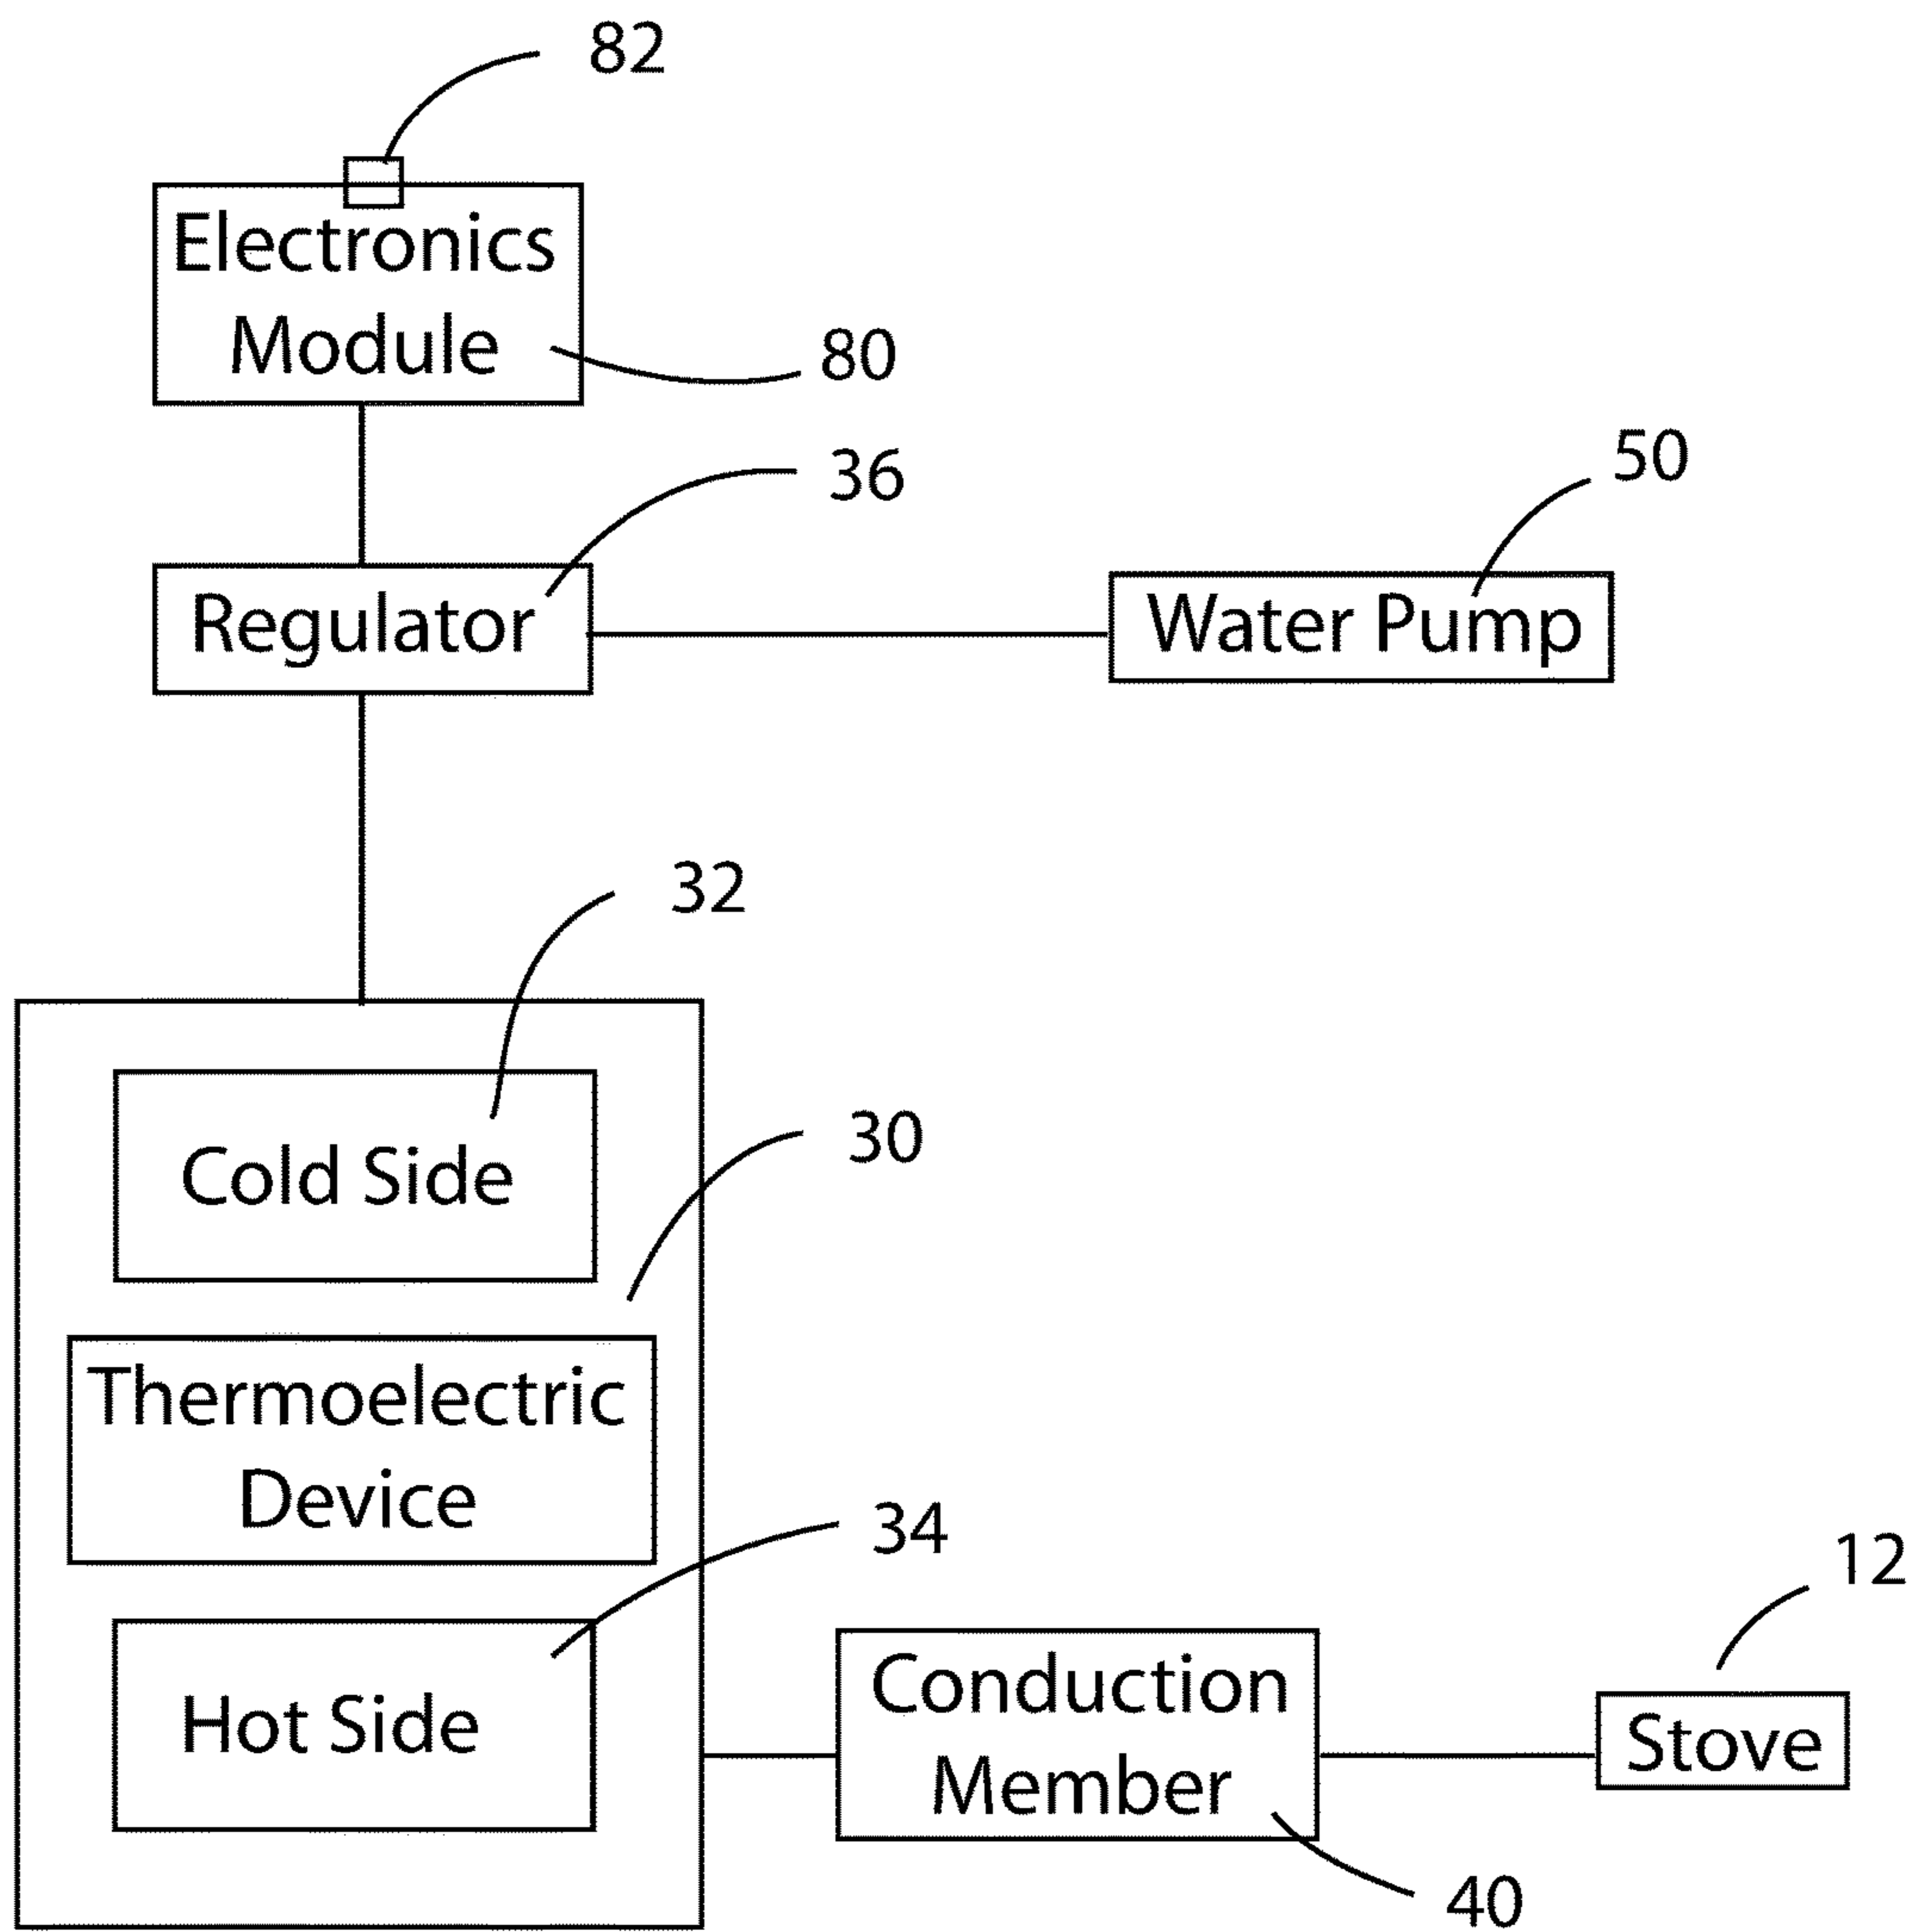 82
Electronics
Module
80
36
50
Regulator
Water Pump
32
Cold Side
30
Thermoelectric
Device
34
12
Hot Side
Conduction
Member
Stove
40